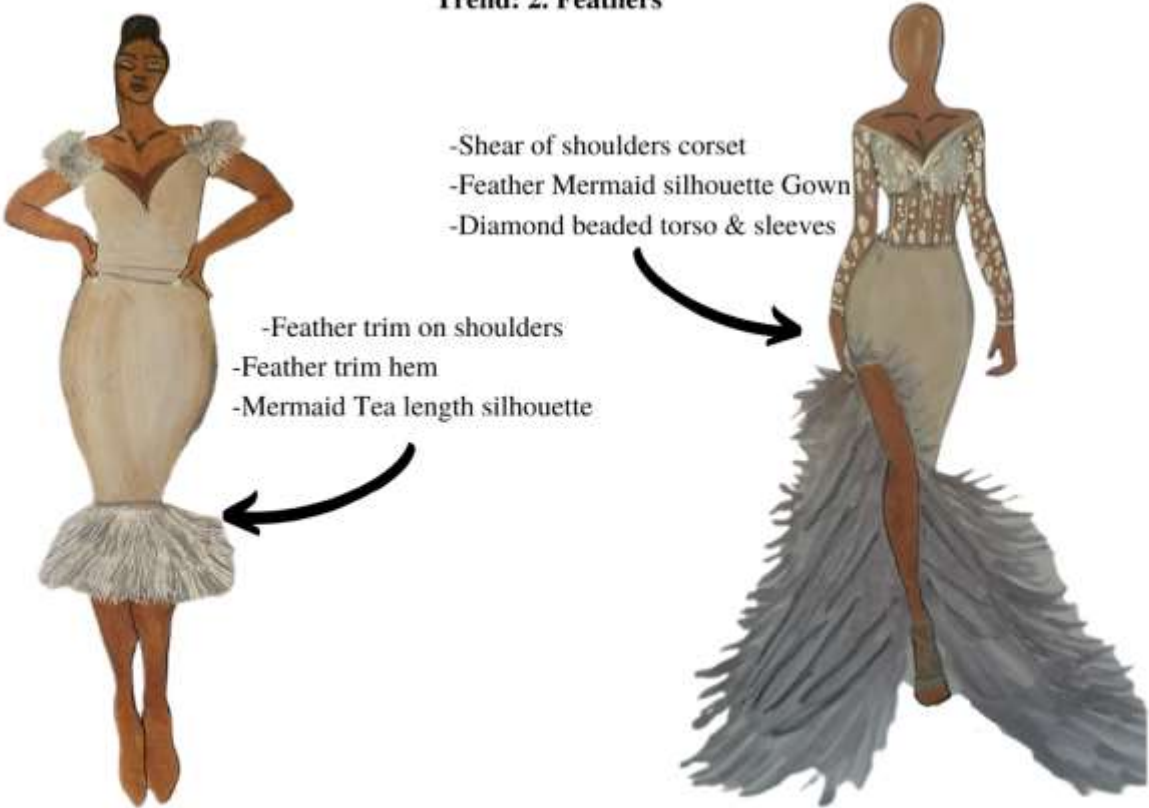 Trend: 2. Feathers
-Shear of shoulders corset
-Feather Mermaid silhouette Gown
-Diamond beaded torso & sleeves
-Feather trim on shoulders
-Feather trim hem
-Mermaid Tea length silhouette